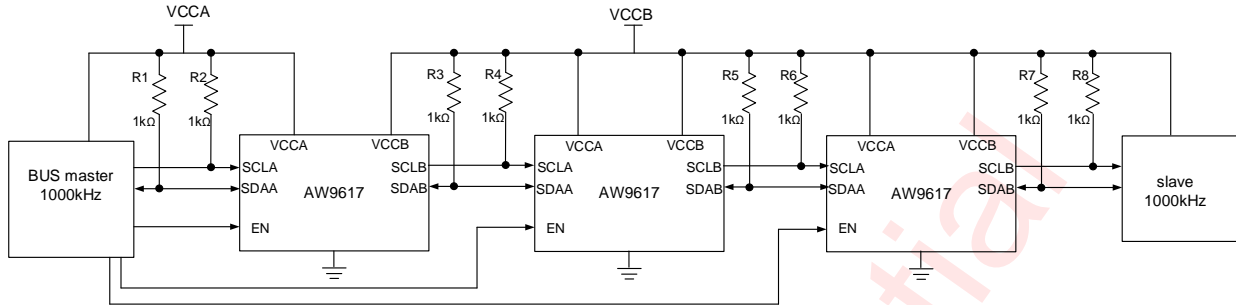 VCCA
VCCB
R1
1kΩ
R2
1kΩ
R3
1kΩ
R4
1kΩ
R5
1kΩ
R6
1kΩ
R7
1kΩ
R8
1kΩ
BUS master
1000kHz
VCCA
VCCB
SCLA
SCLB
SDAA
SDAB
AW9617
EN
VCCA
VCCB
SCLA
SCLB
SDAA
SDAB
AW9617
EN
VCCA
VCCB
SCLA
SCLB
SDAA
SDAB
AW9617
EN
slave
1000kHz
tial